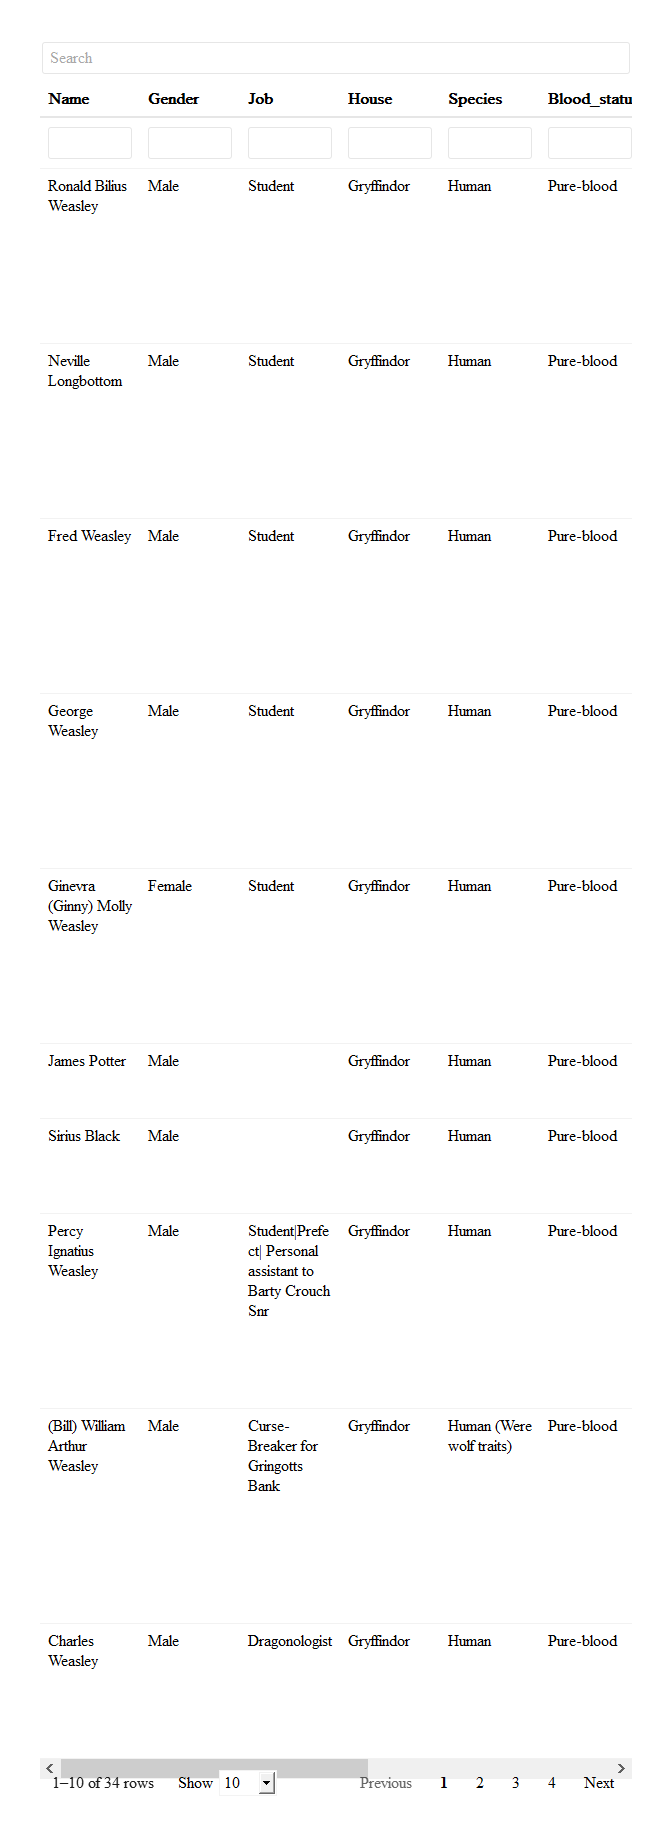 Search
Name Gender Job House Species Blood_statu
Ronald Bilius Male Student Gryffindor Human Pure-blood
Weasley
Neville Male Student Gryffindor Human Pure-blood
Longbottom
Fred Weasley Male Student Gryffindor Human Pure-blood
George Male Student Gryffindor Human Pure-blood
Weasley
Ginevra Female Student Gryffindor Human Pure-blood
(Ginny) Molly
Weasley
James Potter Male Gryffindor Human Pure-blood
Sirius Black Male Gryffindor Human Pure-blood
Percy Male Student|Prefe Gryffindor Human Pure-blood
Ignatius ct| Personal
Weasley assistant to
Barty Crouch
Snr
(Bill) William Male Curse- Gryffindor Human (Were Pure-blood
Arthur Breaker for wolf traits)
Weasley Gringotts
Bank
Charles Male Dragonologist Gryffindor Human Pure-blood
Weasley
1–10 of 34 rows Show 10 Previous 1 2 3 4 Next